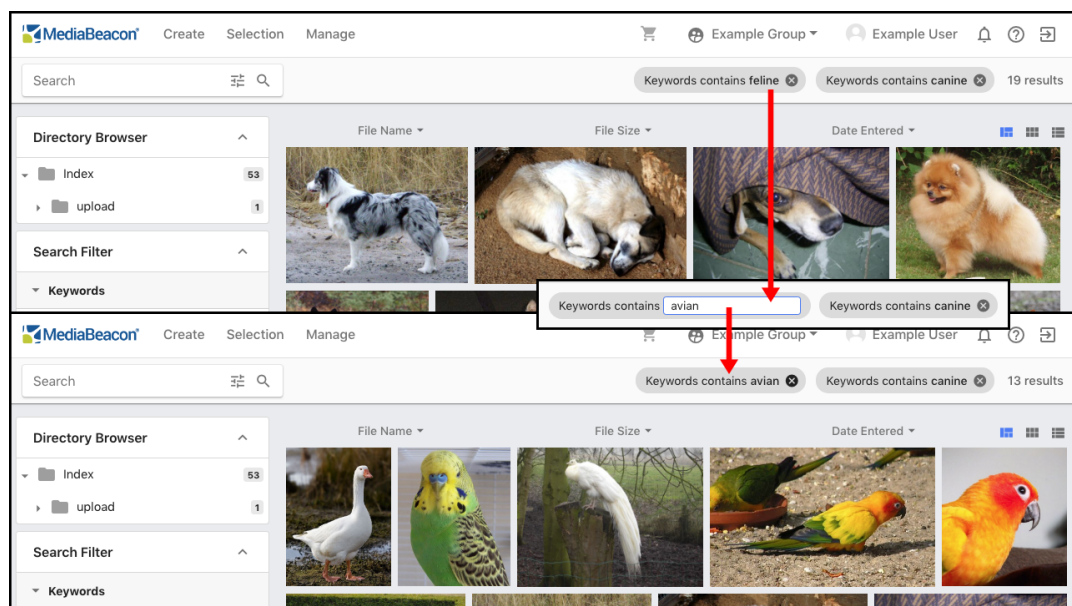 MediaBeacon® Create Selection Manage Example Group Example User
Search Keywords contains feline Keywords contains canine 19 results
Directory Browser
Index 53
upload 1
Search Filter
Keywords
File Name File Size Date Entered
Keywords contains avian Keywords contains canine
MediaBeacon® Create Selection Manage Example Group Example User
Search Keywords contains avian Keywords contains canine 13 results
Directory Browser
Index 53
upload 1
Search Filter
Keywords
File Name File Size Date Entered